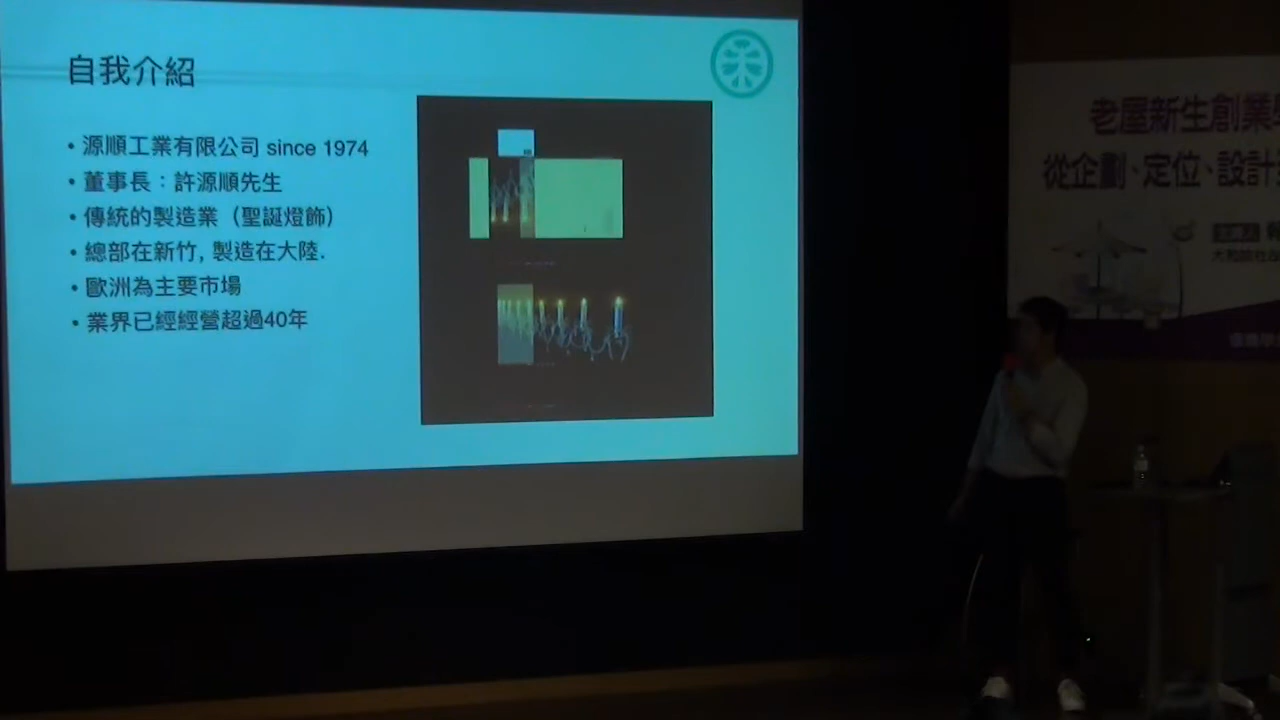 自我介紹
• 源順工業有限公司 since 1974
• 董事長：許源順先生
• 傳統的製造業（聖誕燈飾）
• 總部在新竹, 製造在大陸.
• 歐洲為主要市場
• 業界已經經營超過40年
老屋新生創業
從企劃、定位、設計